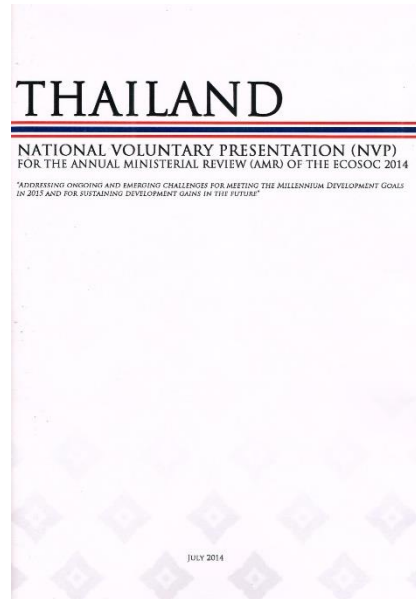 THAILAND
NATIONAL VOLUNTARY PRESENTATION (NVP)
FOR THE ANNUAL MINISTERIAL REVIEW (AMR) OF THE ECOSOC 2014
"ADDRESSING ONGOING AND EMERGING CHALLENGES FOR MEETING THE MILLENNIUM DEVELOPMENT GOALS
IN 2015 AND FOR SUSTAINING DEVELOPMENT GAINS IN THE FUTURE"
JULY 2014